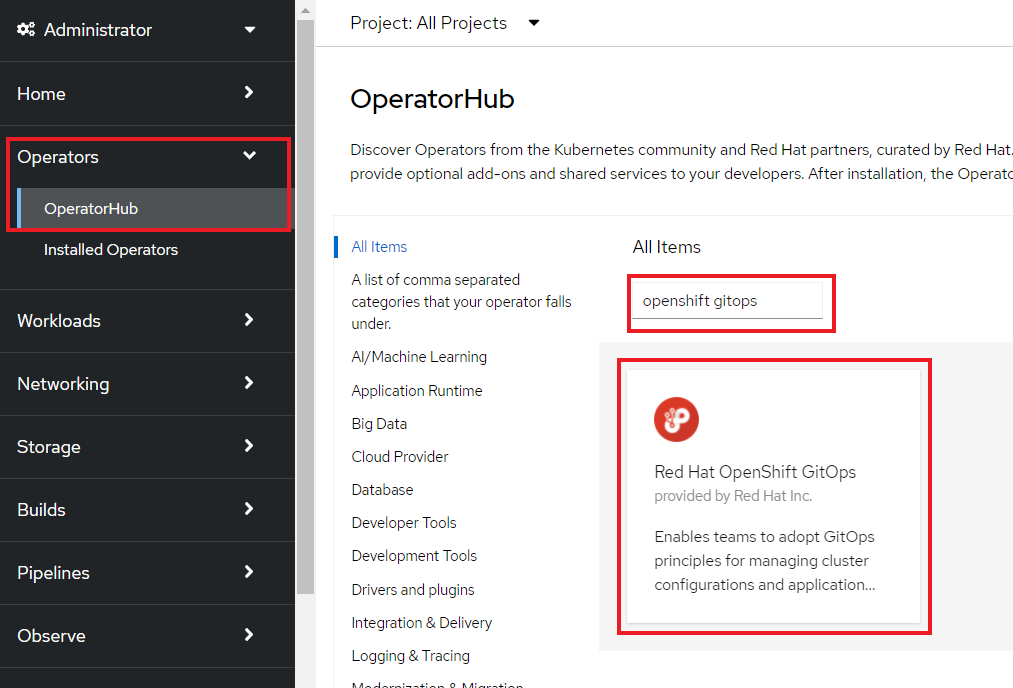 Administrator
Home
Operators
OperatorHub
Installed Operators
Workloads
Networking
Storage
Builds
Pipelines
Observe
Project: All Projects
OperatorHub
Discover Operators from the Kubernetes community and Red Hat partners, curated by Red Hat.
provide optional add-ons and shared services to your developers. After installation, the Operato
All Items
A list of comma separated
categories that your operator falls
under.
AI/Machine Learning
Application Runtime
Big Data
Cloud Provider
Database
Developer Tools
Development Tools
Drivers and plugins
Integration & Delivery
Logging & Tracing
Modernization & Migration
All Items
openshift gitops
Red Hat OpenShift GitOps
provided by Red Hat Inc.
Enables teams to adopt GitOps
principles for managing cluster
configurations and application...